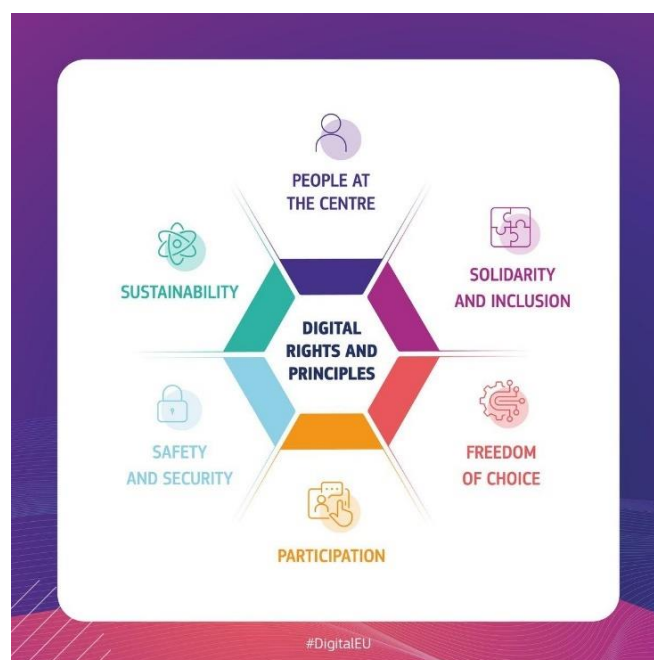 PEOPLE AT
THE CENTRE
SOLIDARITY
AND INCLUSION
FREEDOM
OF CHOICE
PARTICIPATION
SAFETY
AND SECURITY
SUSTAINABILITY
DIGITAL
RIGHTS AND
PRINCIPLES
#DigitalEU